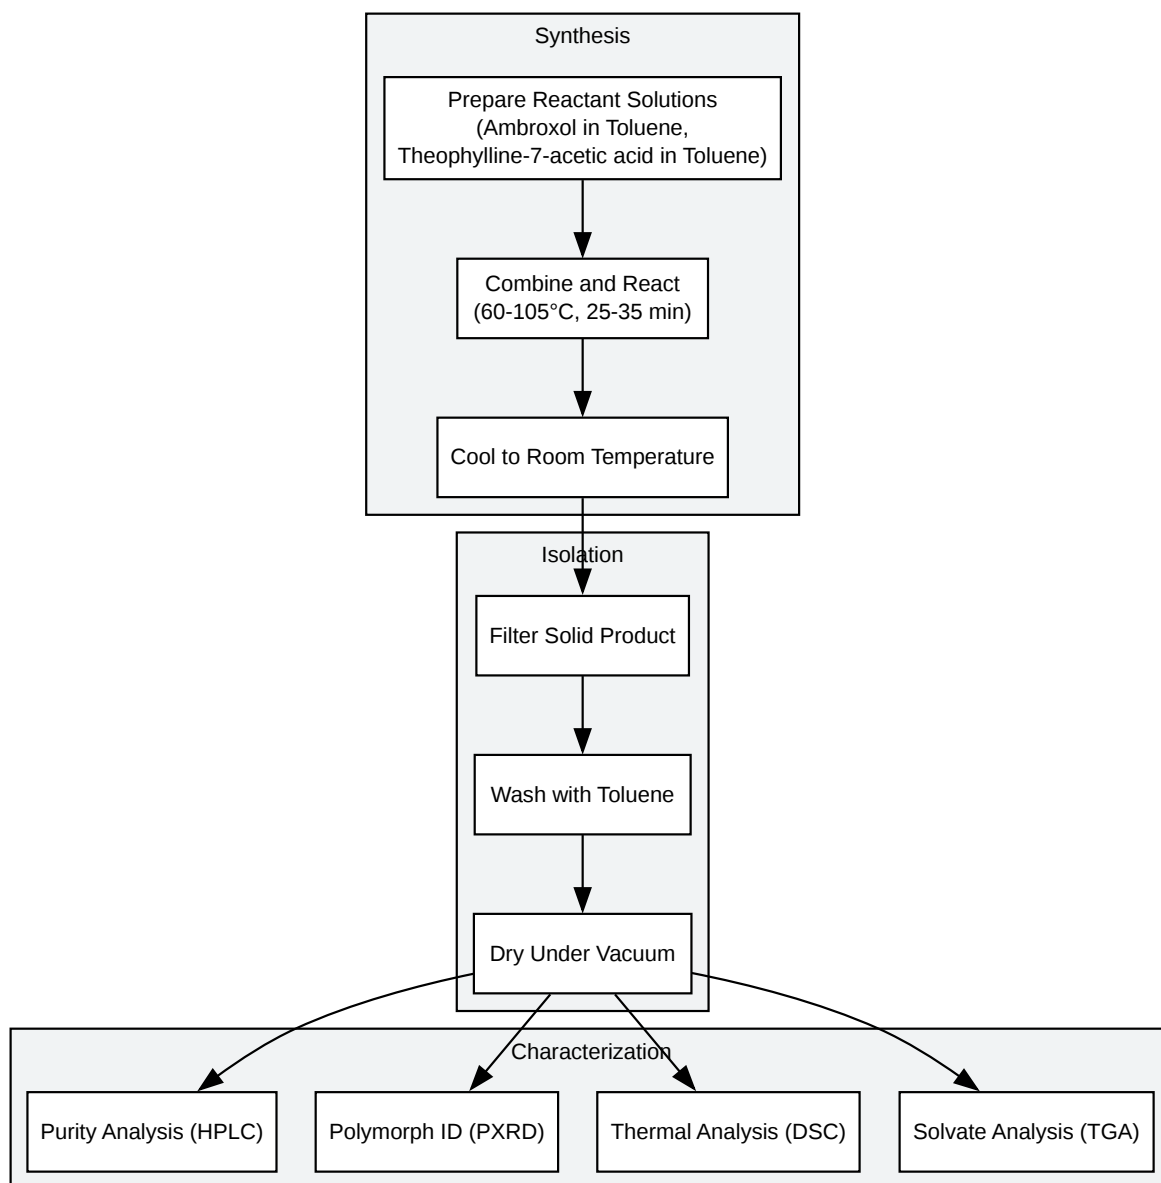 Synthesis
Prepare Reactant Solutions
(Ambroxol in Toluene,
Theophylline-7-acetic acid in Toluene)
Combine and React
(60-105°C, 25-35 min)
Cool to Room Temperature
Isolation
Filter Solid Product
Wash with Toluene
Dry Under Vacuum
Characterization
Purity Analysis (HPLC)
Polymorph ID (PXRD)
Thermal Analysis (DSC)
Solvate Analysis (TGA)